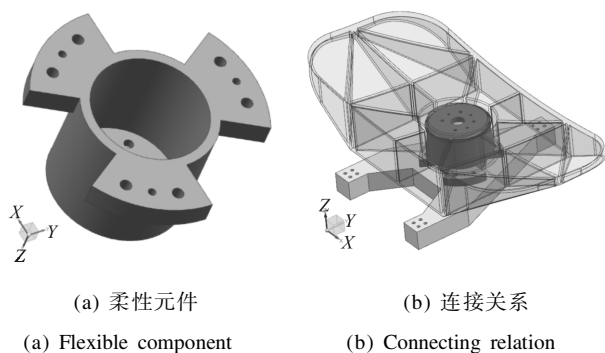 X
Y
Z
Z
Y
X
(a) 柔性元件
(b) 连接关系
(a) Flexible component
(b) Connecting relation